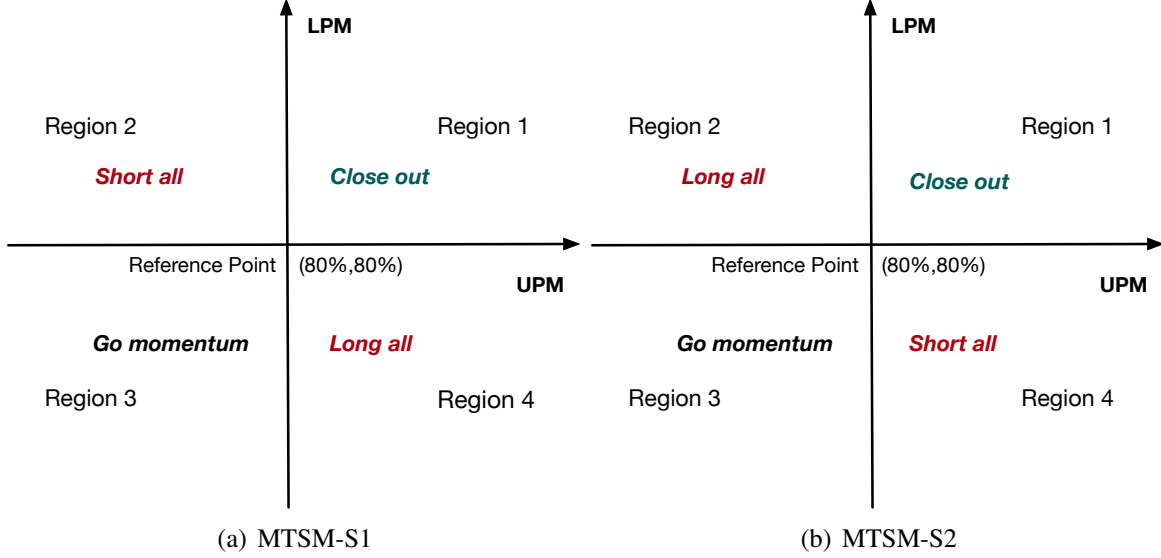 LPM
Region 2
Region 1
Short all
Close out
Reference Point
(80%,80%)
UPM
Go momentum
Long all
Region 3
Region 4
(a) MTSM-S1
LPM
Region 2
Region 1
Long all
Close out
Reference Point
(80%,80%)
UPM
Go momentum
Short all
Region 3
Region 4
(b) MTSM-S2